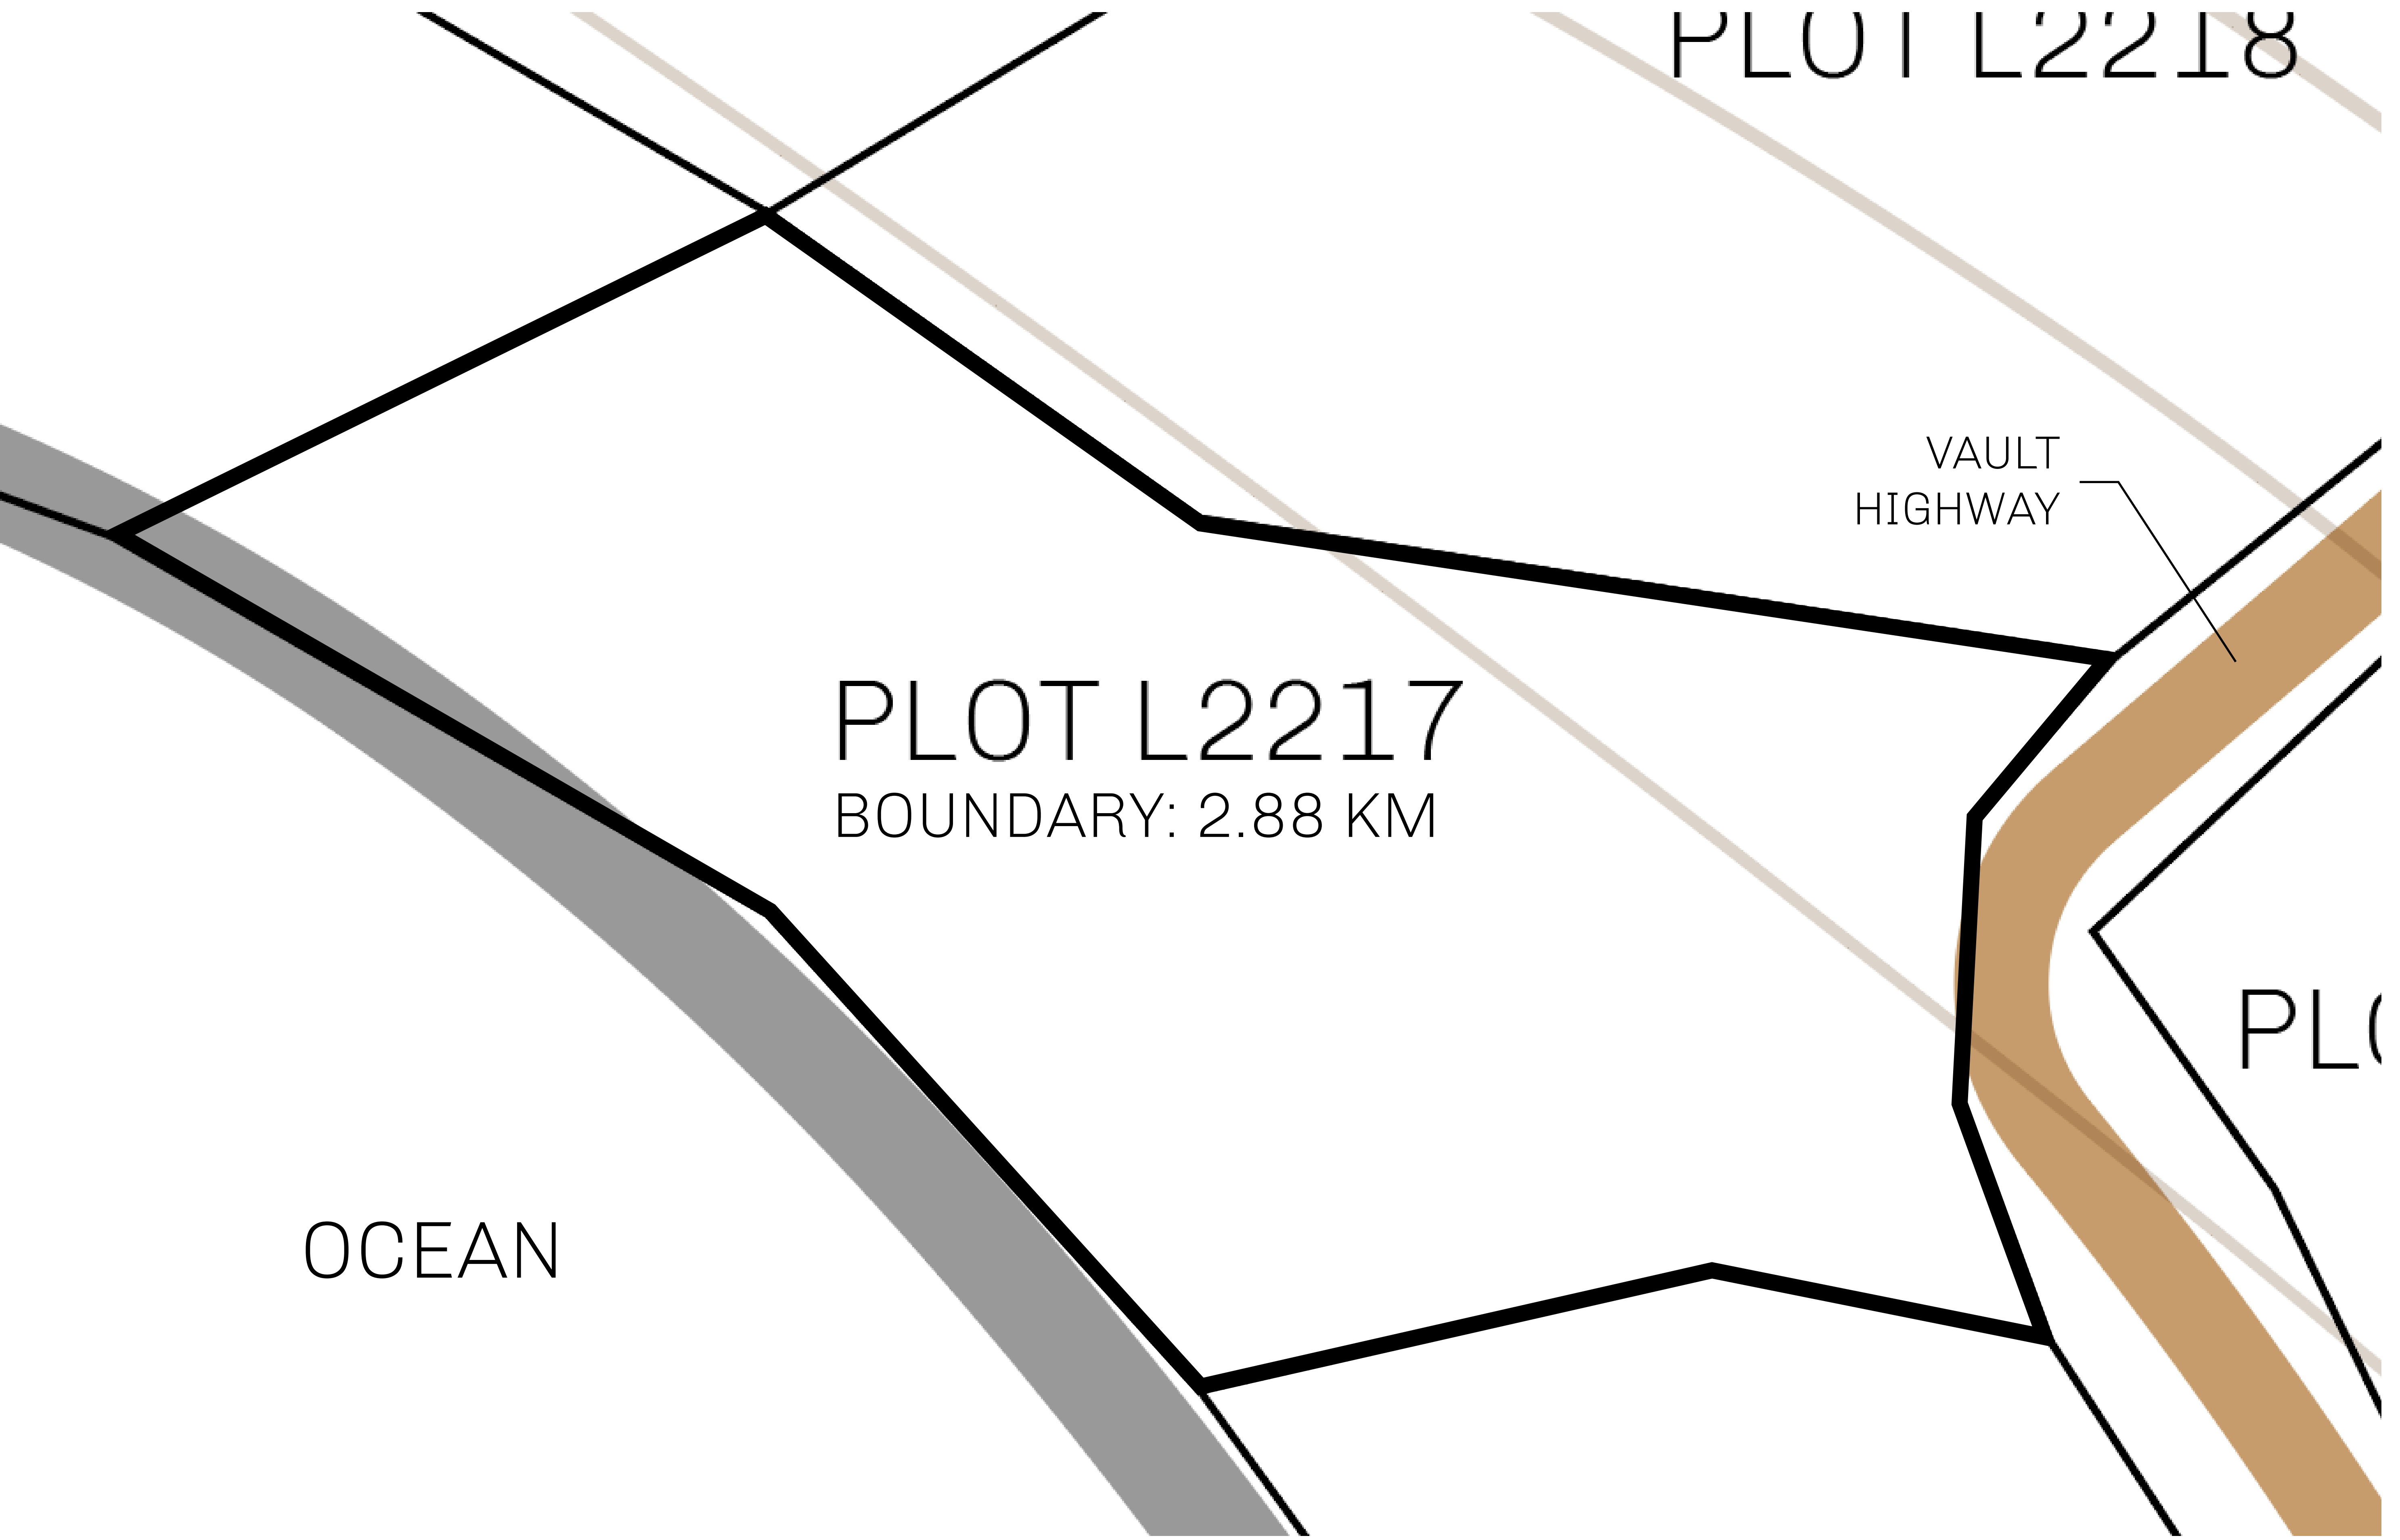 PLOT L2218
VAULT
HIGHWAY
PLOT L2217
BOUNDARY: 2.88 KM
OCEAN